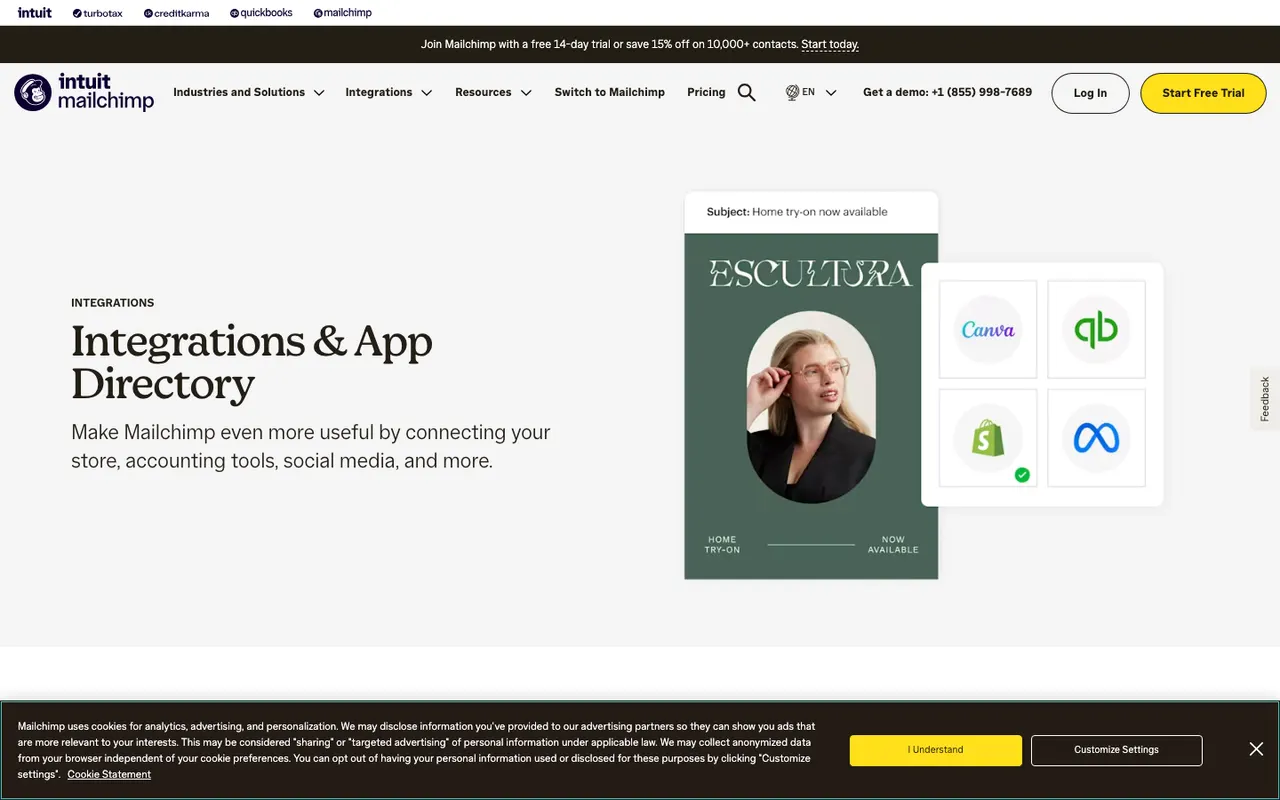 intuit turbotax creditkarma quickbooks mailchimp
Join Mailchimp with a free 14-day trial or save 15% off on 10,000+ contacts. Start today.
intuit
mailchimp
Industries and Solutions Integrations Resources Switch to Mailchimp Pricing EN Get a demo: +1 (855) 998-7689 Log In Start Free Trial
Subject: Home try-on now available
ESCULTURA
INTEGRATIONS
Integrations & App
Directory
Make Mailchimp even more useful by connecting your
store, accounting tools, social media, and more.
Canva
qb
S
HOME
TRY-ON
NOW
AVAILABLE
Feedback
Mailchimp uses cookies for analytics, advertising, and personalization. We may disclose information you've provided to our advertising partners so they can show you ads that
are more relevant to your interests. This may be considered "sharing" or "targeted advertising" of personal information under applicable law. We may collect anonymized data
from your browser independent of your cookie preferences. You can opt out of having your personal information used or disclosed for these purposes by clicking "Customize
settings". Cookie Statement
I Understand
Customize Settings